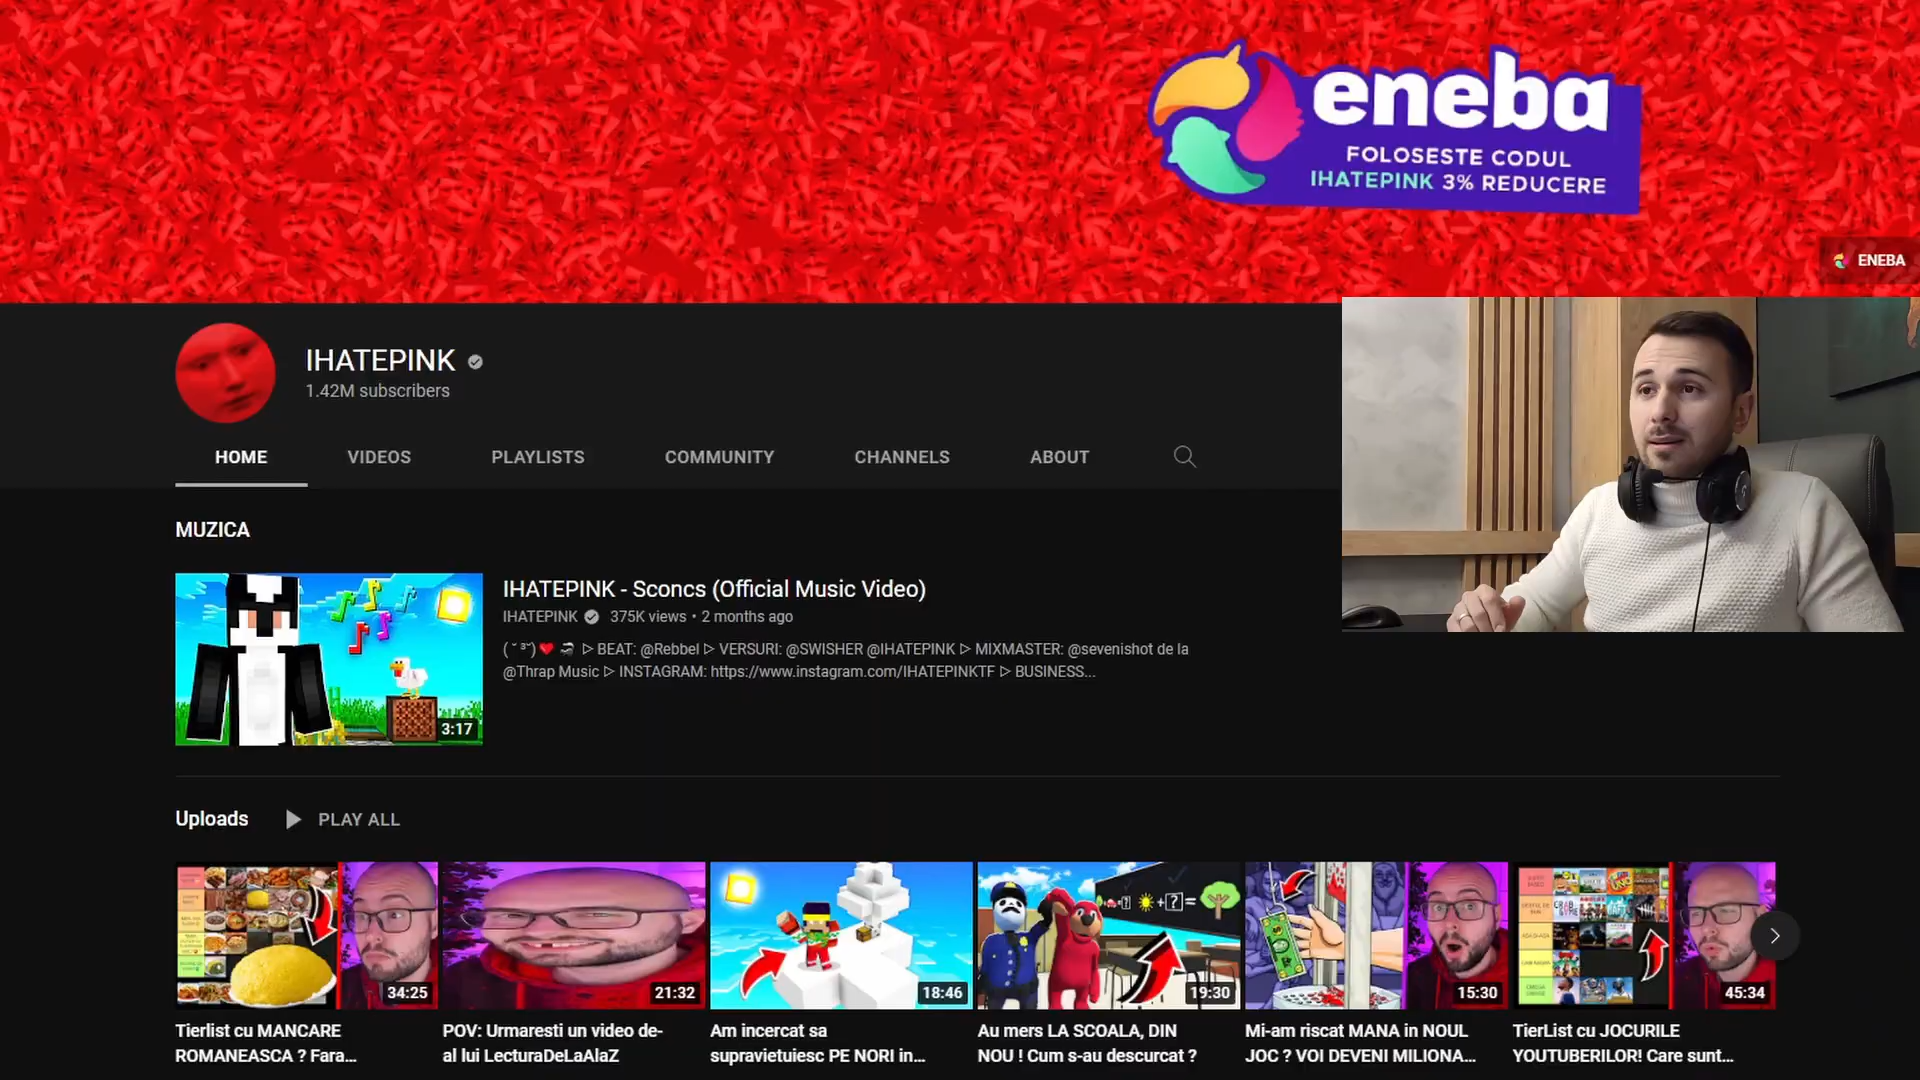 eneba
FOLOSESTE CODUL
IHATEPINK 3% REDUCERE
ENEBA
IHATEPINK
1.42M subscribers
HOME
VIDEOS
PLAYLISTS
COMMUNITY
CHANNELS
ABOUT
MUZICA
3:17
IHATEPINK - Sconcs (Official Music Video)
IHATEPINK 375K views • 2 months ago
( ˘ ³˘)❤ 🦨 ▷ BEAT: @Rebbel ▷ VERSURI: @SWISHER @IHATEPINK ▷ MIXMASTER: @sevenishot de la
@Thrap Music ▷ INSTAGRAM: https://www.instagram.com/IHATEPINKTF ▷ BUSINESS...
Uploads
PLAY ALL
34:25
21:32
18:46
19:30
15:30
45:34
Tierlist cu MANCARE
ROMANEASCA ? Fara...
POV: Urmaresti un video de-
al lui LecturaDeLaAlaZ
Am incercat sa
supravietuiesc PE NORI in...
Au mers LA SCOALA, DIN
NOU ! Cum s-au descurcat ?
Mi-am riscat MANA in NOUL
JOC ? VOI DEVENI MILIONA...
TierList cu JOCURILE
YOUTUBERILOR! Care sunt...